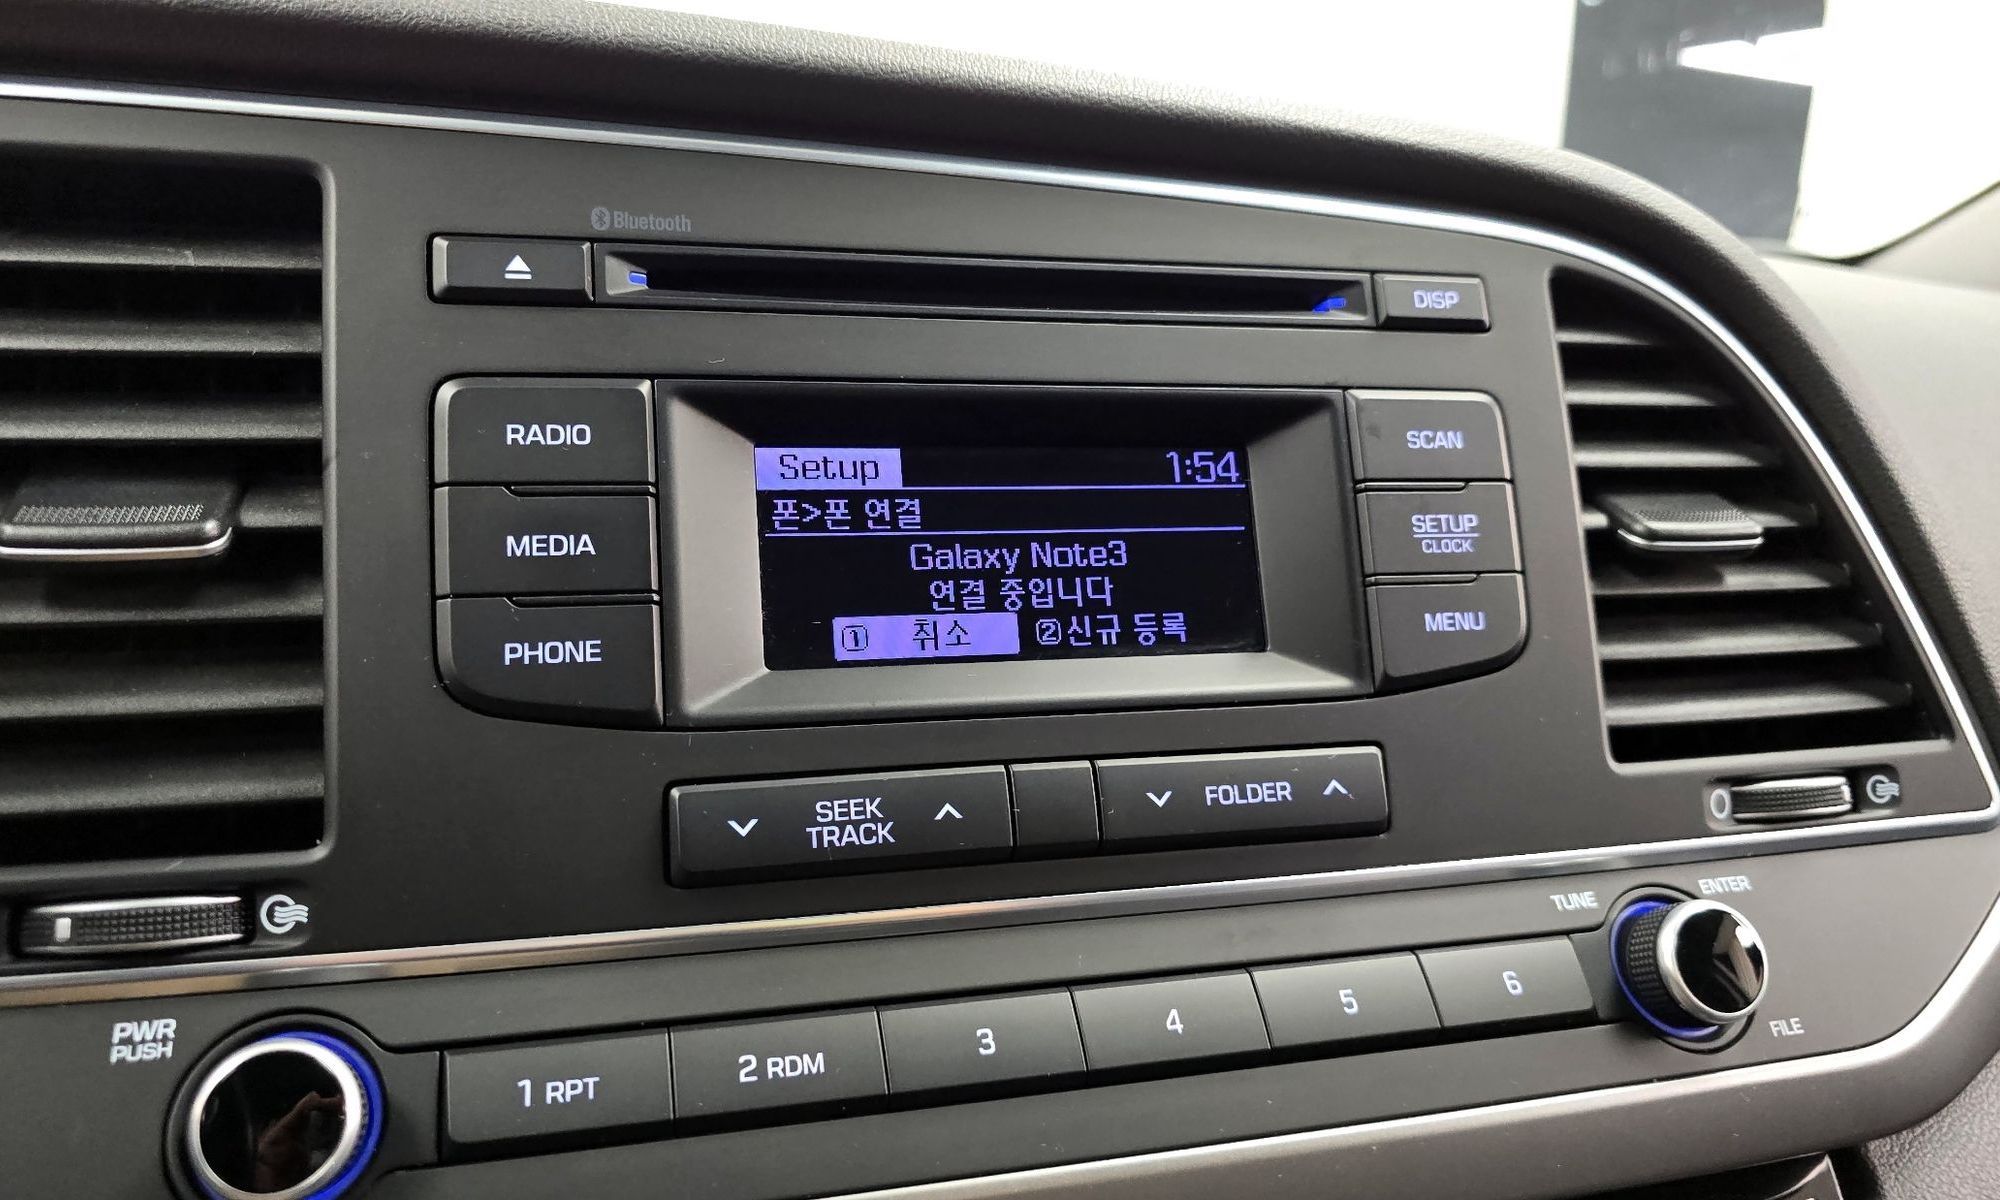 Bluetooth
DISP
RADIO
MEDIA
PHONE
Setup 1:54
폰>폰 연결
Galaxy Note3
연결 중입니다
① 취소 ②신규 등록
SCAN
SETUP
CLOCK
MENU
SEEK
TRACK
FOLDER
PWR
PUSH
1 RPT
2 RDM
3
4
5
6
TUNE
ENTER
FILE